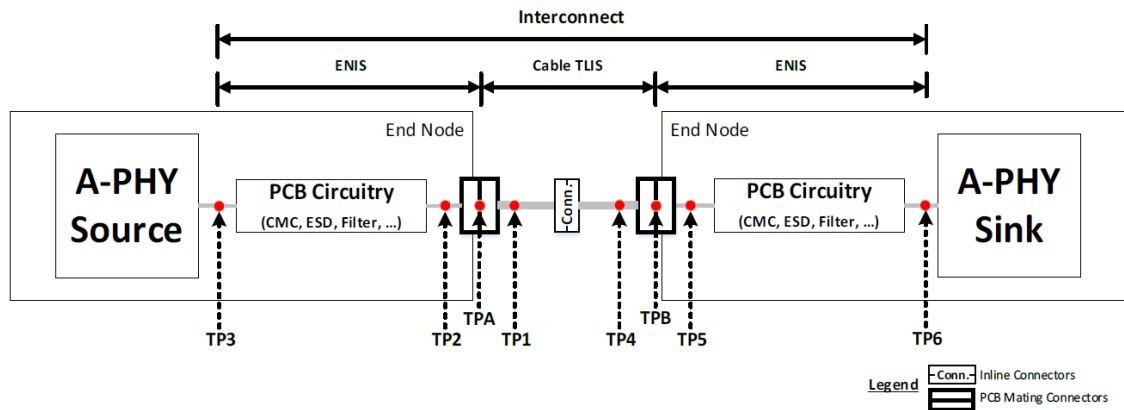 Interconnect
ENIS
Cable TLIS
ENIS
End Node
End Node
A-PHY
Source
PCB Circuitry
(CMC, ESD, Filter, ...)
-Conn.-
PCB Circuitry
(CMC, ESD, Filter, ...)
A-PHY
Sink
TP3
TP2
TPA
TP1
TP4
TPB
TP5
TP6
Legend
-Conn.- Inline Connectors
PCB Mating Connectors